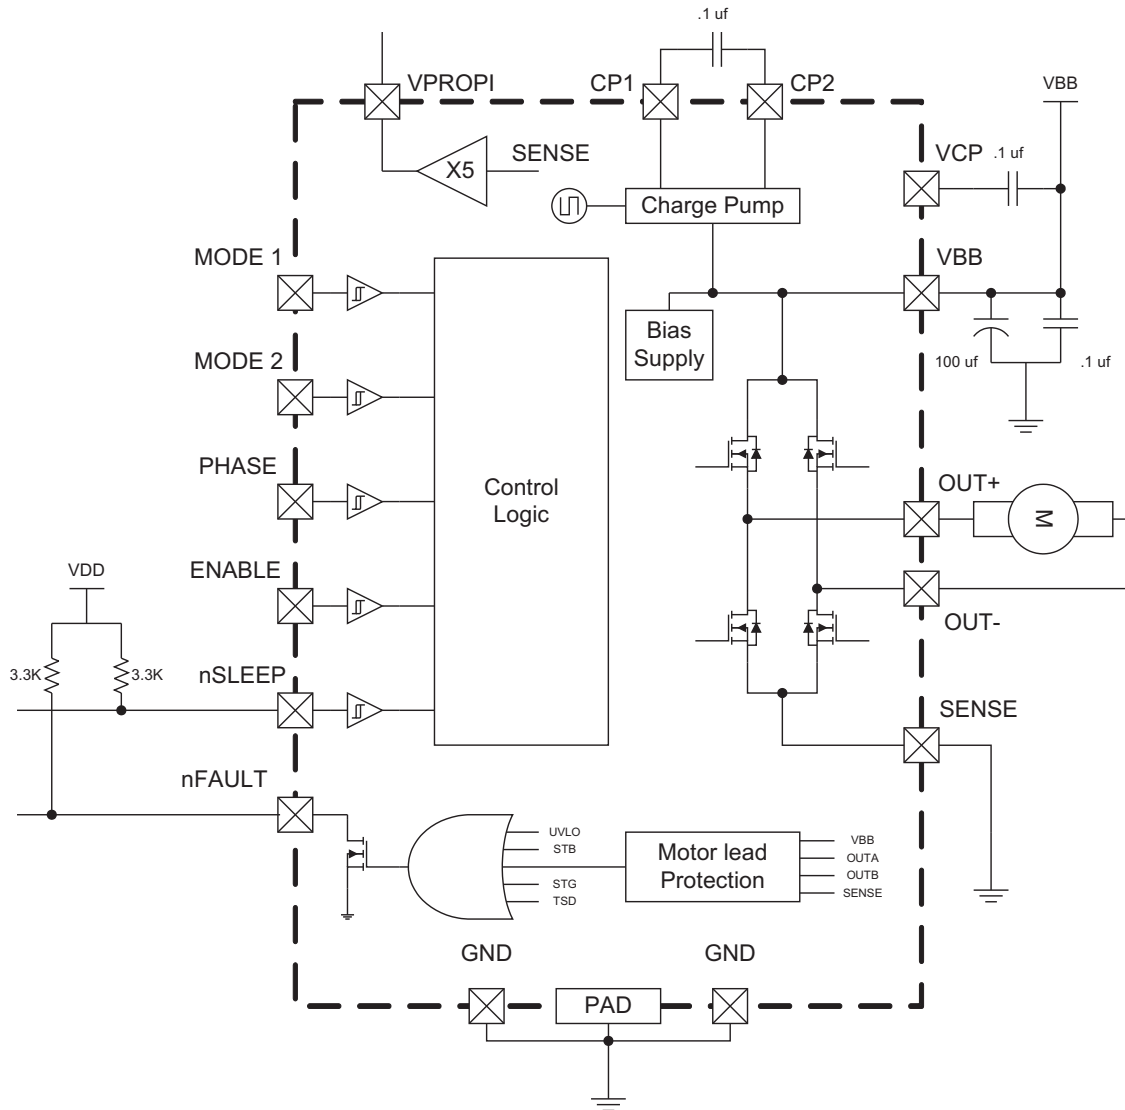 .1 uf
VPROPI
CP1
CP2
VBB
X5
SENSE
VCP
.1 uf
Charge Pump
MODE 1
VBB
Bias
Supply
100 uf
.1 uf
MODE 2
PHASE
Control
Logic
OUT+
M
ENABLE
VDD
OUT-
3.3K
3.3K
nSLEEP
SENSE
nFAULT
UVLO
STB
STG
TSD
Motor lead
Protection
VBB
OUTA
OUTB
SENSE
GND
GND
PAD